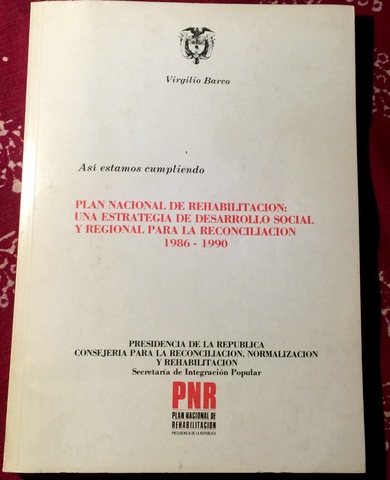 Virgilio Barco
Así estamos cumpliendo
PLAN NACIONAL DE REHABILITACION:
UNA ESTRATEGIA DE DESARROLLO SOCIAL
Y REGIONAL PARA LA RECONCILIACION
1986 - 1990
PRESIDENCIA DE LA REPUBLICA
CONSEJERIA PARA LA RECONCILIACION, NORMALIZACION
Y REHABILITACION
Secretaría de Integración Popular
PNR
PLAN NACIONAL DE
REHABILITACION
PRESIDENCIA DE LA REPUBLICA